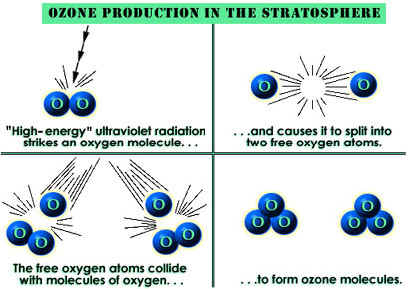 OZONE PRODUCTION IN THE STRATOSPHERE
O O
"High-energy" ultraviolet radiation
strikes an oxygen molecule. . .
O O
. . .and causes it to split into
two free oxygen atoms.
O
O
O
O
O
O
The free oxygen atoms collide
with molecules of oxygen. . .
O
O O
O
O O
. . .to form ozone molecules.